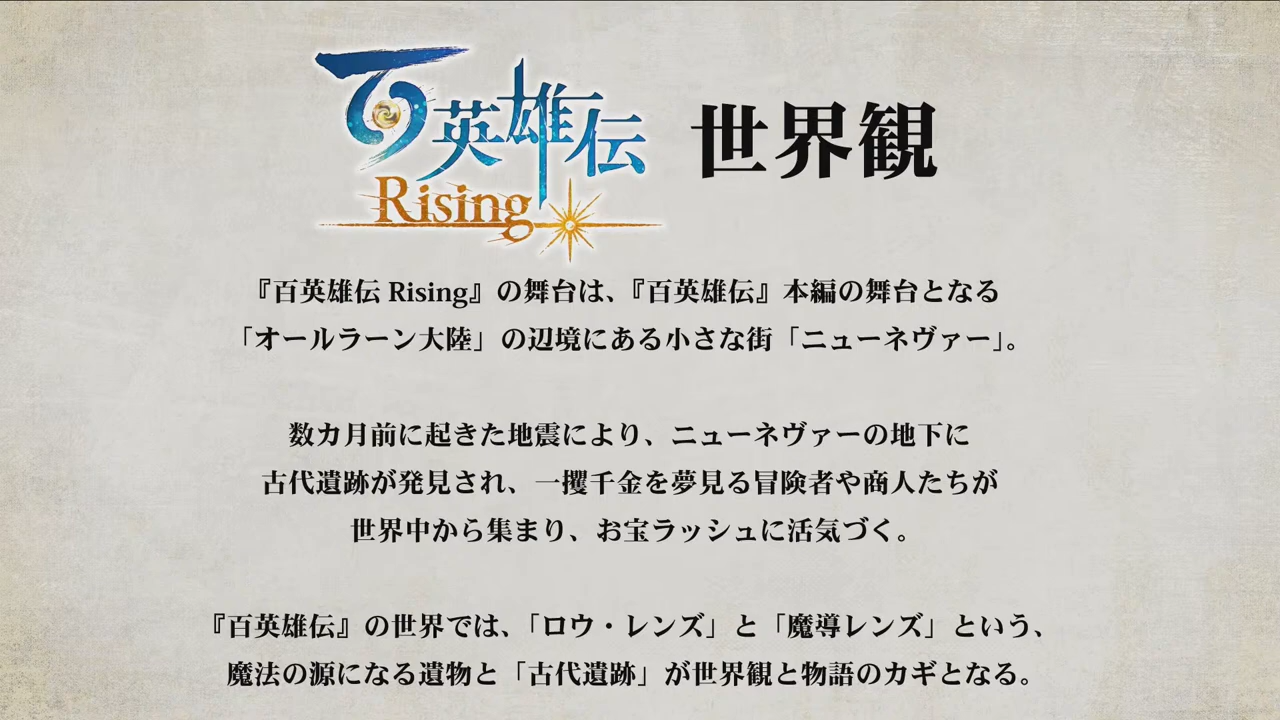 百英雄伝
Rising
世界観
『百英雄伝 Rising』の舞台は、『百英雄伝』本編の舞台となる
「オールラーン大陸」の辺境にある小さな街「ニューネヴァー」。
数カ月前に起きた地震により、ニューネヴァーの地下に
古代遺跡が発見され、一攫千金を夢見る冒険者や商人たちが
世界中から集まり、お宝ラッシュに活気づく。
『百英雄伝』の世界では、「ロウ・レンズ」と「魔導レンズ」という、
魔法の源になる遺物と「古代遺跡」が世界観と物語のカギとなる。